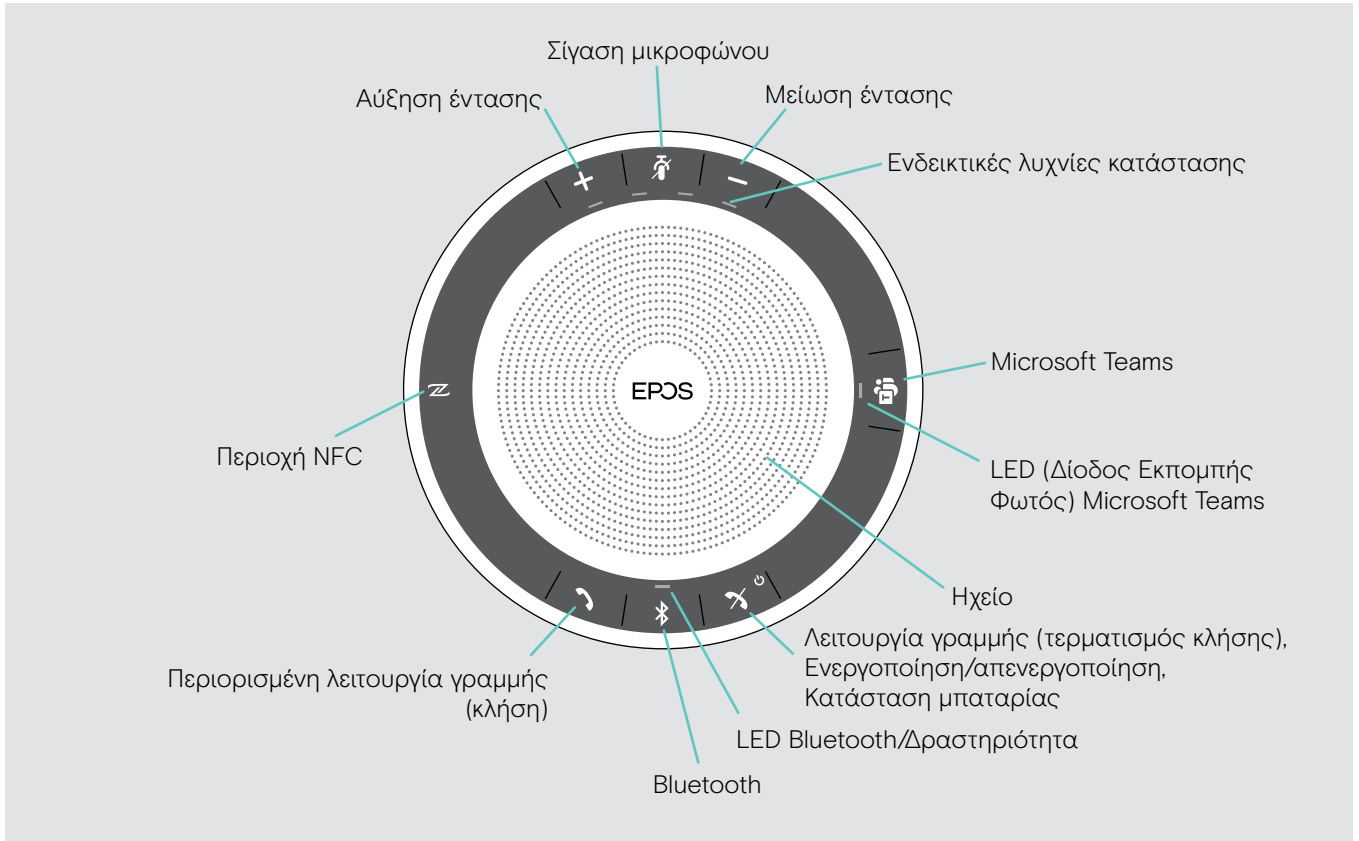 Σίγαση μικροφώνου
Αύξηση έντασης
Μείωση έντασης
Ενδεικτικές λυχνίες κατάστασης
Microsoft Teams
EPOS
Περιοχή NFC
LED (Δίοδος Εκπομπής
Φωτός) Microsoft Teams
Ηχείο
Λειτουργία γραμμής (τερματισμός κλήσης),
Ενεργοποίηση/απενεργοποίηση,
Κατάσταση μπαταρίας
Περιορισμένη λειτουργία γραμμής
(κλήση)
LED Bluetooth/Δραστηριότητα
Bluetooth